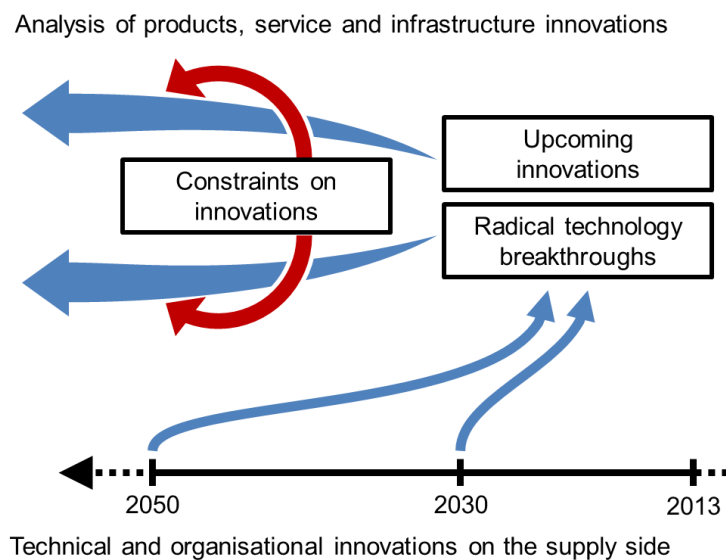 Analysis of products, service and infrastructure innovations
Upcoming
innovations
Constraints on
innovations
Radical technology
breakthroughs
2050
2030
2013
Technical and organisational innovations on the supply side